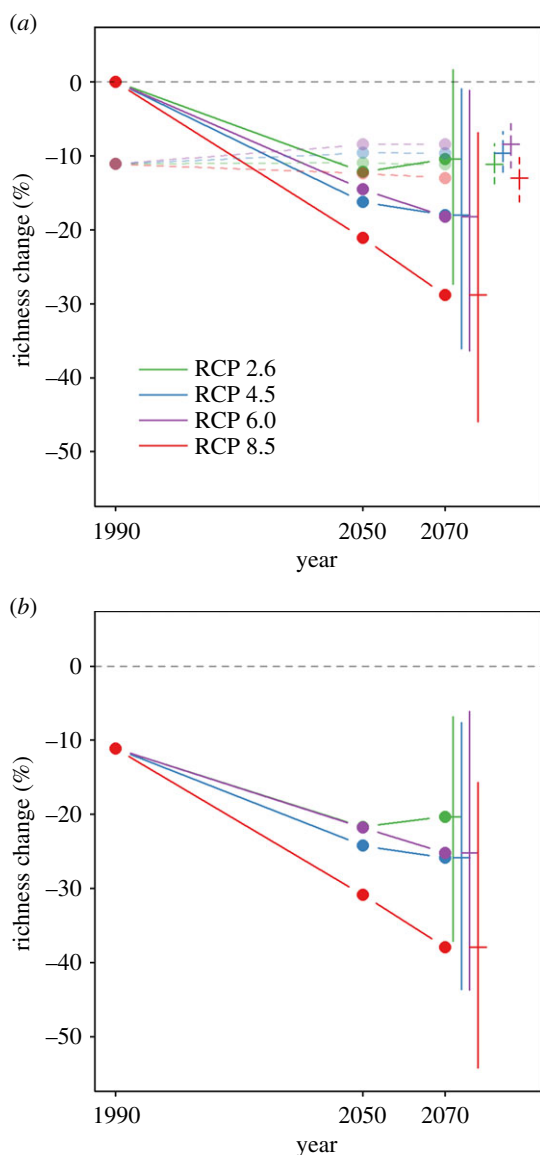 (a)
0
–10
–20
–30
–40
–50
richness change (%)
RCP 2.6
RCP 4.5
RCP 6.0
RCP 8.5
1990
2050
2070
year
(b)
0
–10
–20
–30
–40
–50
richness change (%)
1990
2050
2070
year